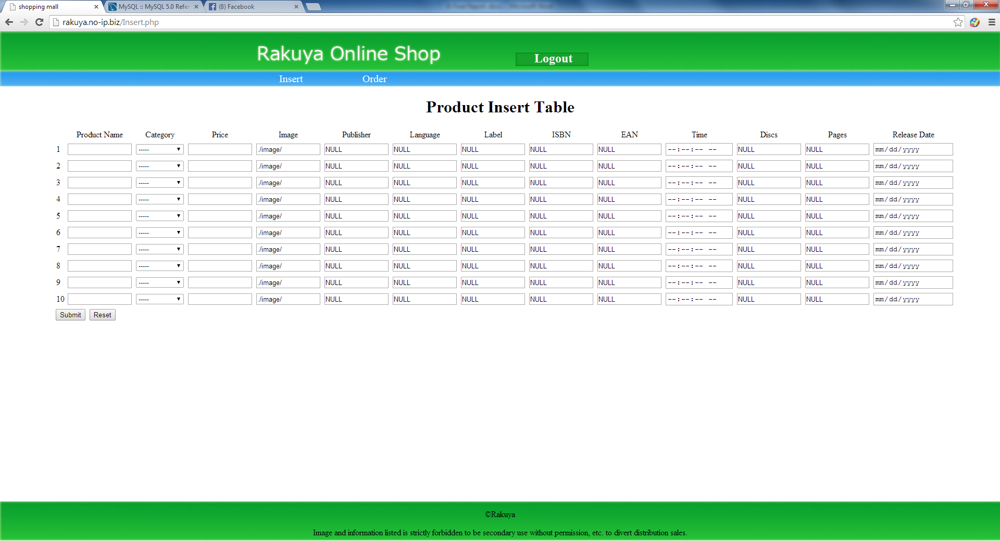 shopping mall
MySQL :: MySQL 5.0 Refer
(8) Facebook
rakuya.no-ip.biz/Insert.php
Rakuya Online Shop
Logout
Insert Order
Product Insert Table
Product Name Category Price Image Publisher Language Label ISBN EAN Time Discs Pages Release Date
1 ----- ./image/ NULL NULL NULL NULL NULL --:--:-- -- NULL NULL mm/dd/yyyy
2 ----- ./image/ NULL NULL NULL NULL NULL --:--:-- -- NULL NULL mm/dd/yyyy
3 ----- ./image/ NULL NULL NULL NULL NULL --:--:-- -- NULL NULL mm/dd/yyyy
4 ----- ./image/ NULL NULL NULL NULL NULL --:--:-- -- NULL NULL mm/dd/yyyy
5 ----- ./image/ NULL NULL NULL NULL NULL --:--:-- -- NULL NULL mm/dd/yyyy
6 ----- ./image/ NULL NULL NULL NULL NULL --:--:-- -- NULL NULL mm/dd/yyyy
7 ----- ./image/ NULL NULL NULL NULL NULL --:--:-- -- NULL NULL mm/dd/yyyy
8 ----- ./image/ NULL NULL NULL NULL NULL --:--:-- -- NULL NULL mm/dd/yyyy
9 ----- ./image/ NULL NULL NULL NULL NULL --:--:-- -- NULL NULL mm/dd/yyyy
10 ----- ./image/ NULL NULL NULL NULL NULL --:--:-- -- NULL NULL mm/dd/yyyy
Submit Reset
©Rakuya
Image and information listed is strictly forbidden to be secondary use without permission, etc. to divert distribution sales.